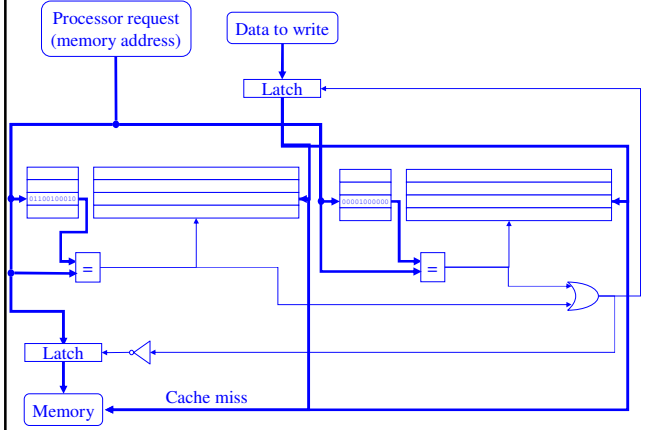 Processor request
(memory address)
Data to write
Latch
01100100010
00001000000
=
=
Latch
Cache miss
Memory